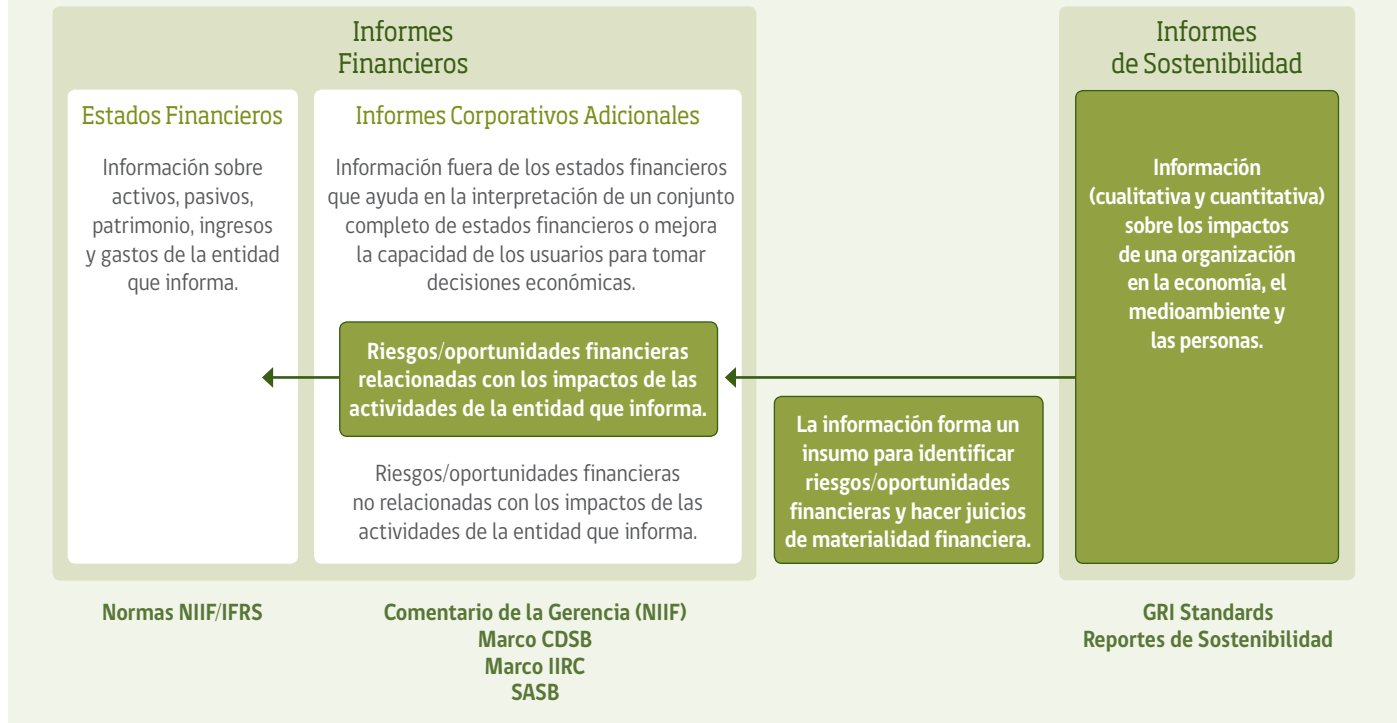 Informes
Financieros
Estados Financieros
Información sobre
activos, pasivos,
patrimonio, ingresos
y gastos de la entidad
que informa.
Informes Corporativos Adicionales
Información fuera de los estados financieros
que ayuda en la interpretación de un conjunto
completo de estados financieros o mejora
la capacidad de los usuarios para tomar
decisiones económicas.
Riesgos/oportunidades financieras
relacionadas con los impactos de las
actividades de la entidad que informa.
Riesgos/oportunidades financieras
no relacionadas con los impactos de las
actividades de la entidad que informa.
La información forma un
insumo para identificar
riesgos/oportunidades
financieras y hacer juicios
de materialidad financiera.
Informes
de Sostenibilidad
Información
(cualitativa y cuantitativa)
sobre los impactos
de una organización
en la economía, el
medioambiente y
las personas.
Normas NIIF/IFRS
Comentario de la Gerencia (NIIF)
Marco CDSB
Marco IIRC
SASB
GRI Standards
Reportes de Sostenibilidad